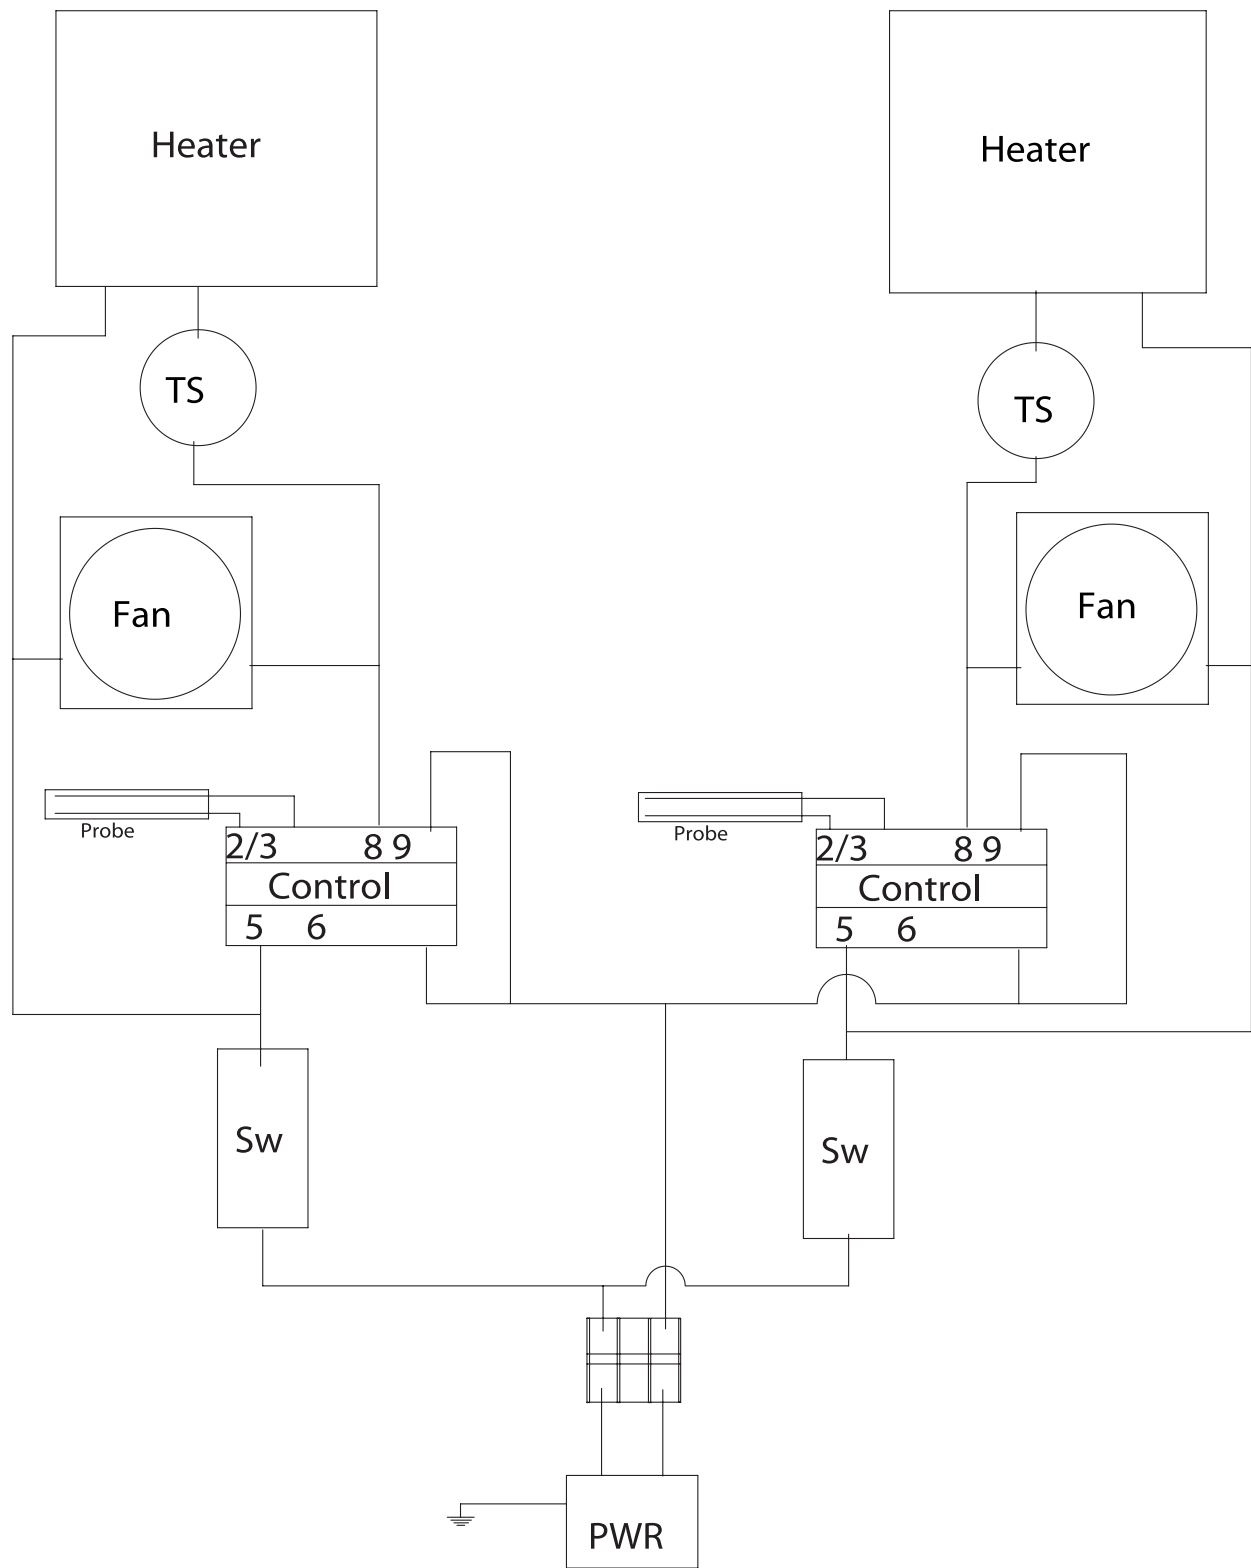 Heater
Heater
TS
TS
Fan
Fan
Probe
Probe
2/3 8 9
2/3 8 9
Control
Control
5 6
5 6
Sw
Sw
PWR